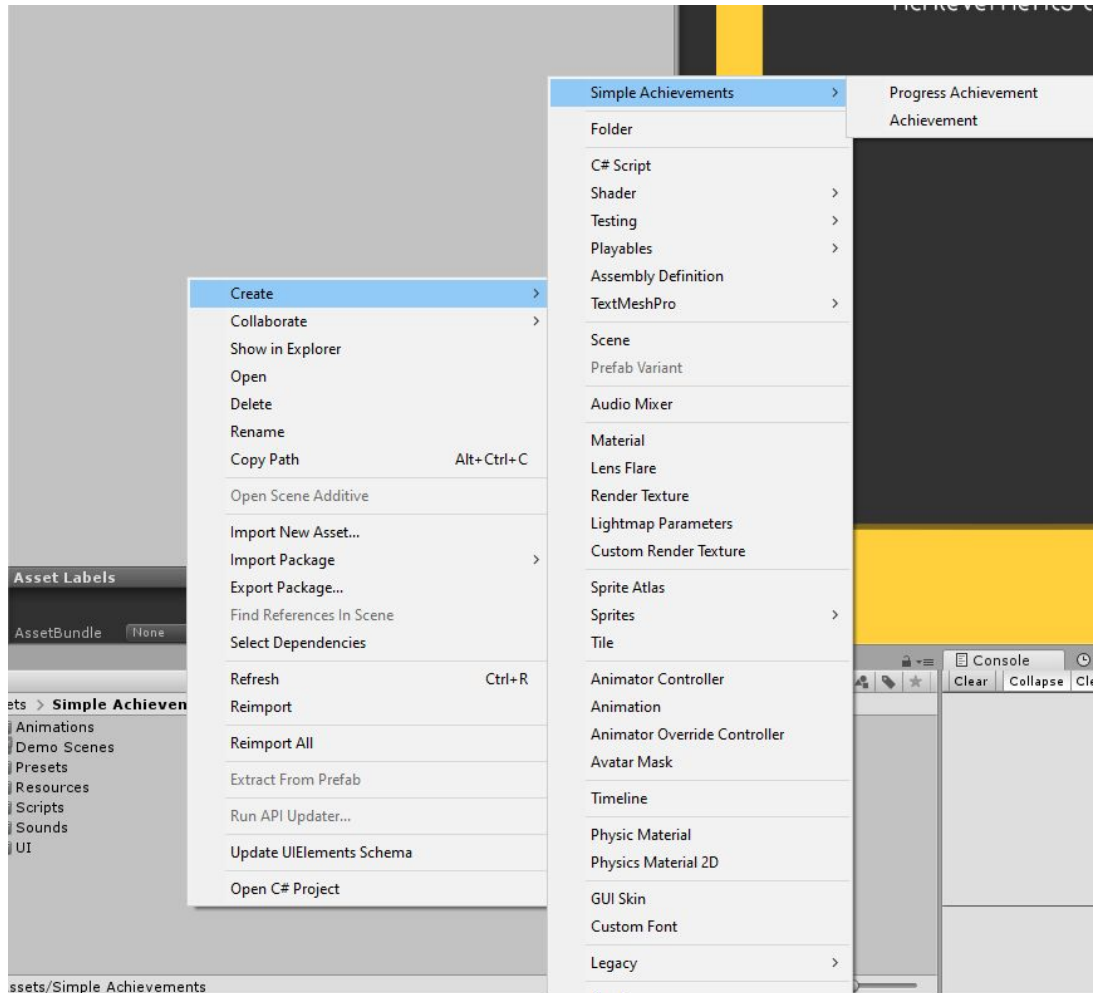 Simple Achievements
Progress Achievement
Achievement
Folder
C# Script
Shader
Testing
Playables
Assembly Definition
TextMeshPro
Scene
Prefab Variant
Audio Mixer
Material
Lens Flare
Render Texture
Lightmap Parameters
Custom Render Texture
Sprite Atlas
Sprites
Tile
Animator Controller
Animation
Animator Override Controller
Avatar Mask
Timeline
Physic Material
Physics Material 2D
GUI Skin
Custom Font
Legacy
Create
Collaborate
Show in Explorer
Open
Delete
Rename
Copy Path Alt+Ctrl+C
Open Scene Additive
Import New Asset...
Import Package
Export Package...
Find References In Scene
Select Dependencies
Refresh Ctrl+R
Reimport
Reimport All
Extract From Prefab
Run API Updater...
Update UIElements Schema
Open C# Project
Asset Labels
AssetBundle None
ets > Simple Achieven
Animations
Demo Scenes
Presets
Resources
Scripts
Sounds
UI
ssets/Simple Achievements
Console
Clear Collapse Cle